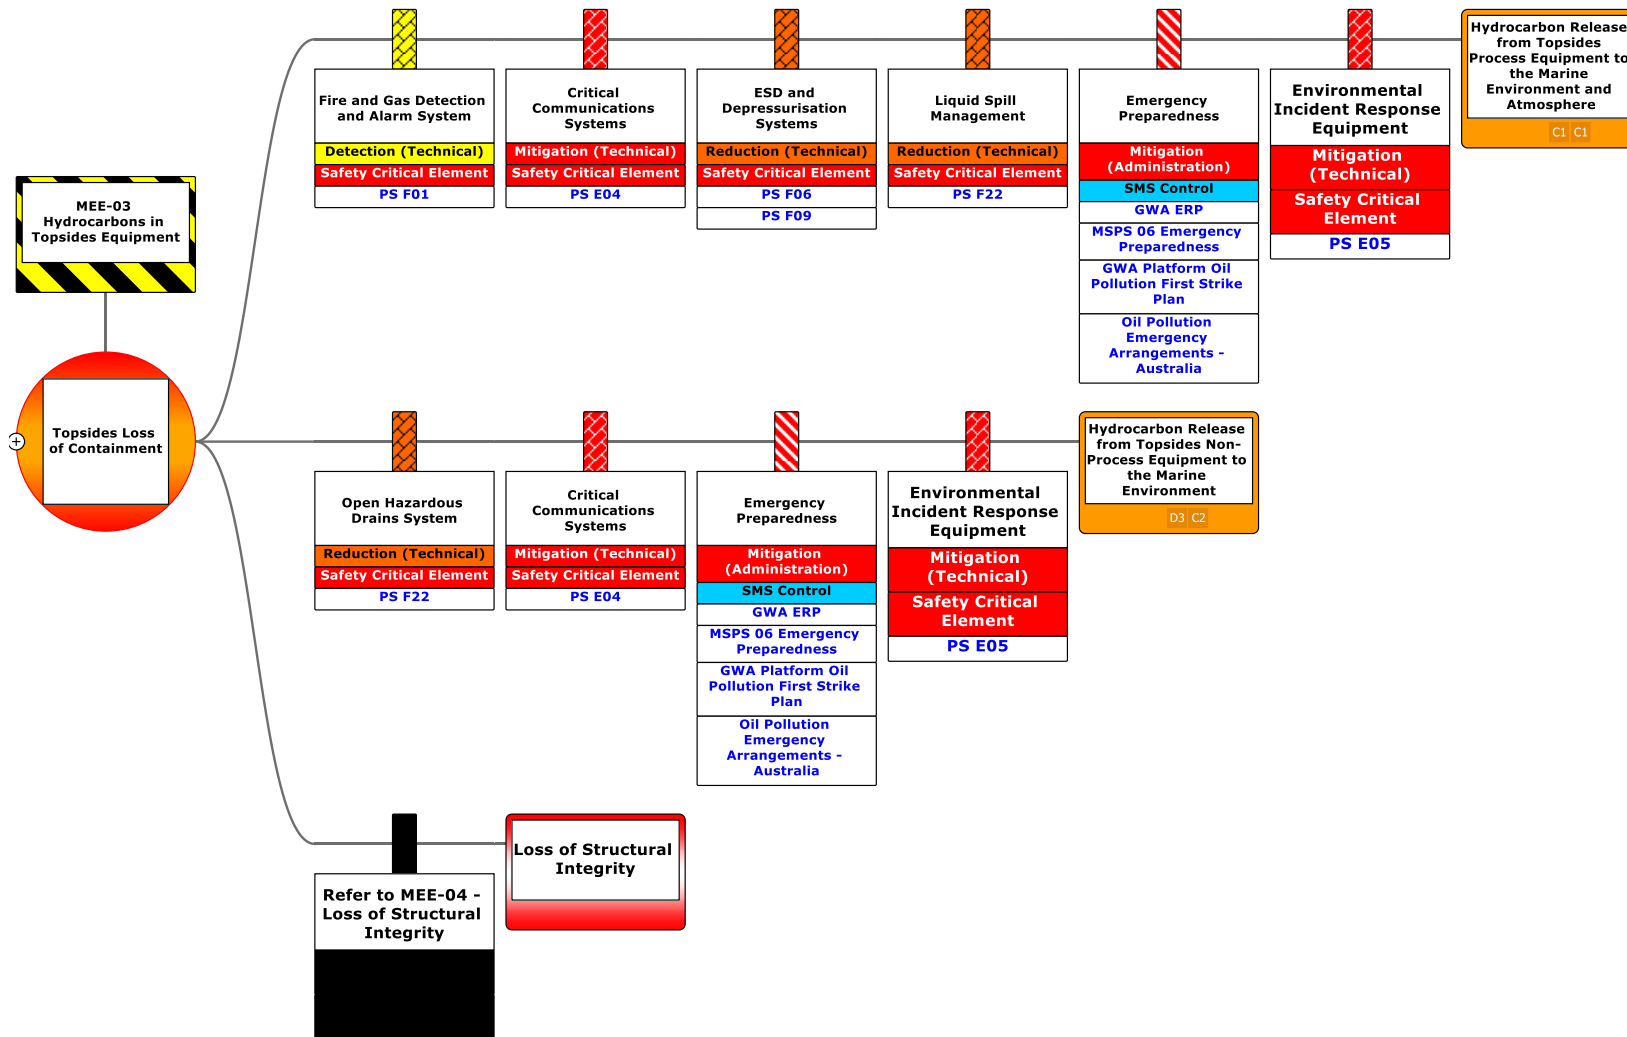 MEE-03
Hydrocarbons in
Topsides Equipment
+
Topsides Loss
of Containment
Fire and Gas Detection
and Alarm System
Detection (Technical)
Safety Critical Element
PS F01
Critical
Communications
Systems
Mitigation (Technical)
Safety Critical Element
PS E04
ESD and
Depressurisation
Systems
Reduction (Technical)
Safety Critical Element
PS F06
PS F09
Liquid Spill
Management
Reduction (Technical)
Safety Critical Element
PS F22
Emergency
Preparedness
Mitigation
(Administration)
SMS Control
GWA ERP
MSPS 06 Emergency
Preparedness
GWA Platform Oil
Pollution First Strike
Plan
Oil Pollution
Emergency
Arrangements -
Australia
Environmental
Incident Response
Equipment
Mitigation
(Technical)
Safety Critical
Element
PS E05
Hydrocarbon Release
from Topsides
Process Equipment to
the Marine
Environment and
Atmosphere
C1 C1
Open Hazardous
Drains System
Reduction (Technical)
Safety Critical Element
PS F22
Critical
Communications
Systems
Mitigation (Technical)
Safety Critical Element
PS E04
Emergency
Preparedness
Mitigation
(Administration)
SMS Control
GWA ERP
MSPS 06 Emergency
Preparedness
GWA Platform Oil
Pollution First Strike
Plan
Oil Pollution
Emergency
Arrangements -
Australia
Environmental
Incident Response
Equipment
Mitigation
(Technical)
Safety Critical
Element
PS E05
Hydrocarbon Release
from Topsides Non-
Process Equipment to
the Marine
Environment
D3 C2
Refer to MEE-04 -
Loss of Structural
Integrity
Loss of Structural
Integrity